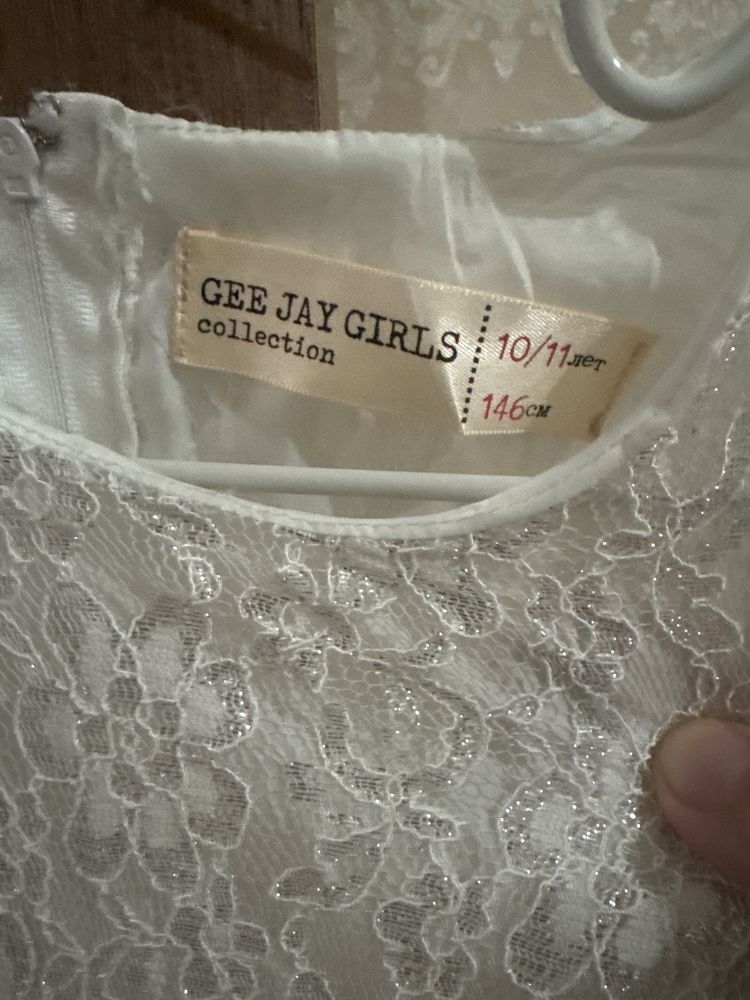 GEE JAY GIRLS
collection
10/11лет
146см